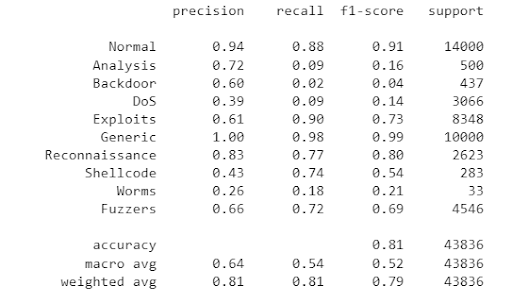 precision recall f1-score support
Normal 0.94 0.88 0.91 14000
Analysis 0.72 0.09 0.16 500
Backdoor 0.60 0.02 0.04 437
DoS 0.39 0.09 0.14 3066
Exploits 0.61 0.90 0.73 8348
Generic 1.00 0.98 0.99 10000
Reconnaissance 0.83 0.77 0.80 2623
Shellcode 0.43 0.74 0.54 283
Worms 0.26 0.18 0.21 33
Fuzzers 0.66 0.72 0.69 4546
accuracy 0.81 43836
macro avg 0.64 0.54 0.52 43836
weighted avg 0.81 0.81 0.79 43836